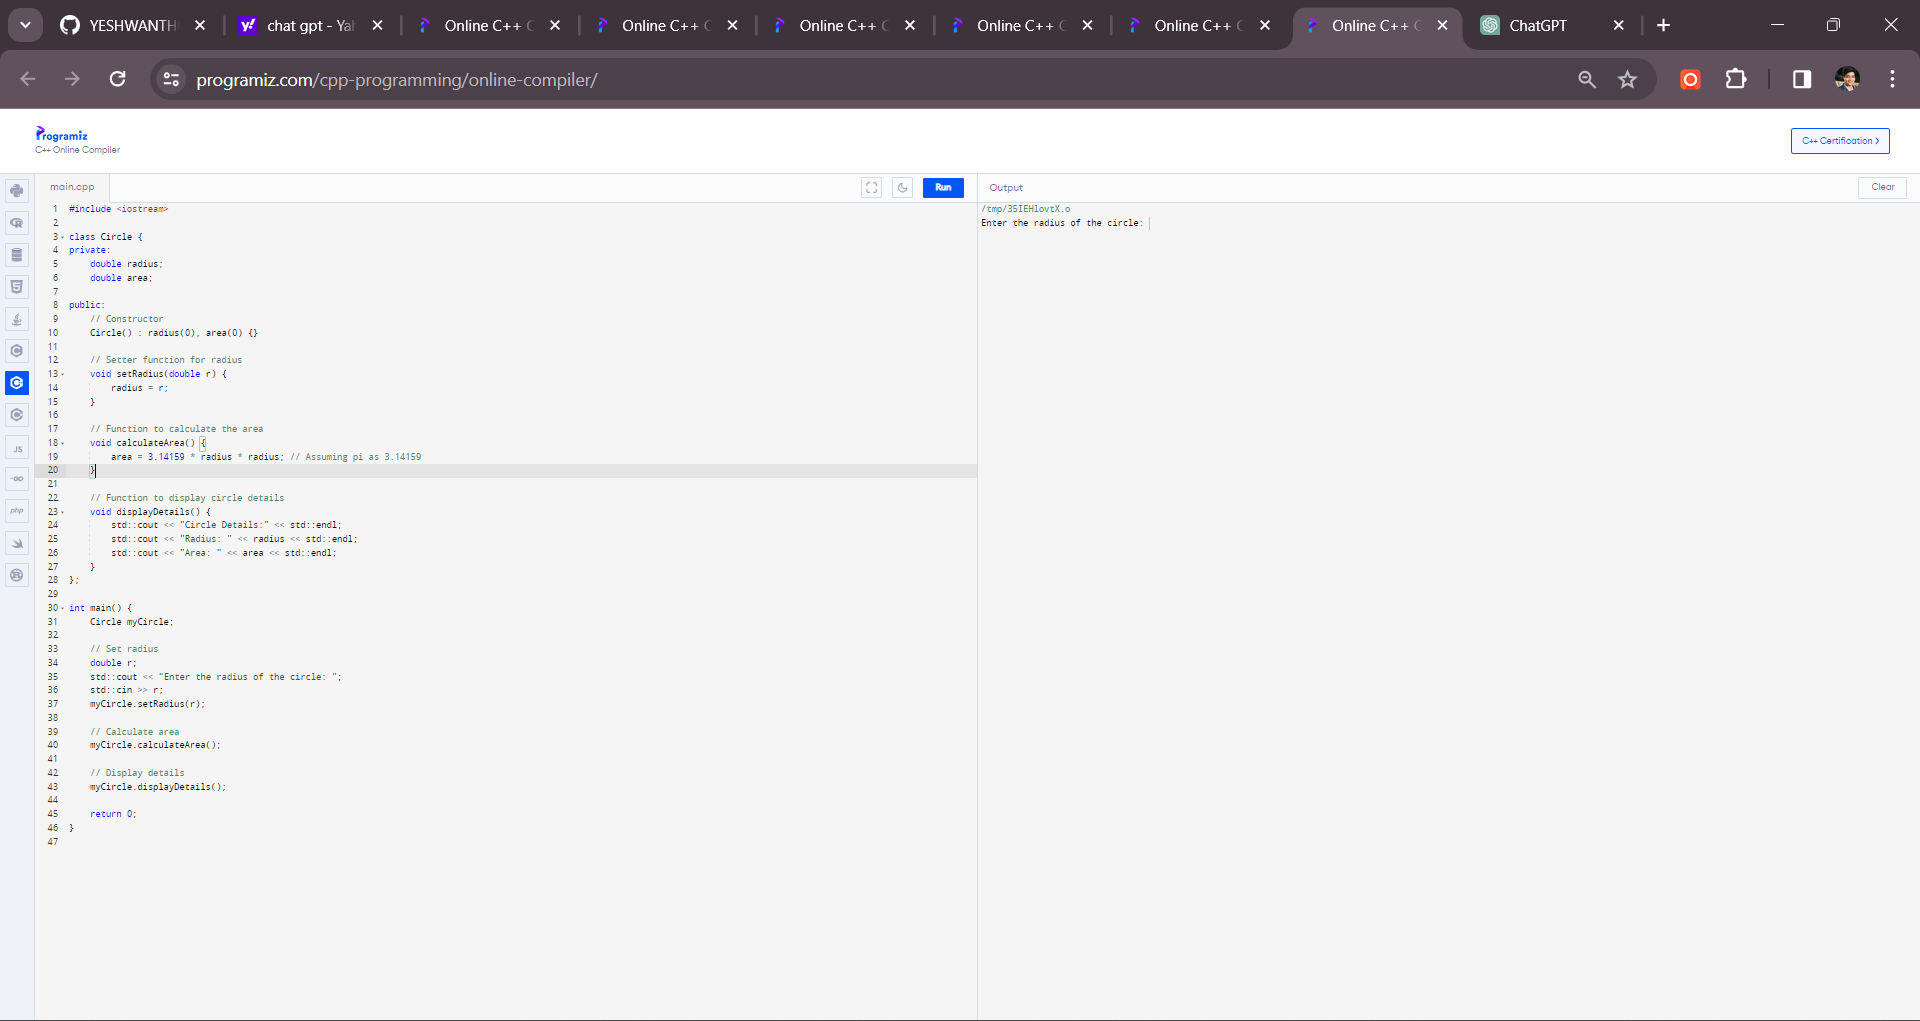 YESHWANTH
chat gpt - Yah
Online C++ C
Online C++ C
Online C++ C
Online C++ C
Online C++ C
Online C++ C
ChatGPT
programiz.com/cpp-programming/online-compiler/
Programiz
C++ Online Compiler
C++ Certification >
main.cpp
Run
Output
Clear
1 #include <iostream>
2
3 class Circle {
4 private:
5     double radius;
6     double area;
7
8 public:
9     // Constructor
10     Circle() : radius(0), area(0) {}
11
12     // Setter function for radius
13     void setRadius(double r) {
14         radius = r;
15     }
16
17     // Function to calculate the area
18     void calculateArea() {
19         area = 3.14159 * radius * radius; // Assuming pi as 3.14159
20     }
21
22     // Function to display circle details
23     void displayDetails() {
24         std::cout << "Circle Details:" << std::endl;
25         std::cout << "Radius: " << radius << std::endl;
26         std::cout << "Area: " << area << std::endl;
27     }
28 };
29
30 int main() {
31     Circle myCircle;
32
33     // Set radius
34     double r;
35     std::cout << "Enter the radius of the circle: ";
36     std::cin >> r;
37     myCircle.setRadius(r);
38
39     // Calculate area
40     myCircle.calculateArea();
41
42     // Display details
43     myCircle.displayDetails();
44
45     return 0;
46 }
47
/tmp/35IEHlovtX.o
Enter the radius of the circle:
JS
GO
php